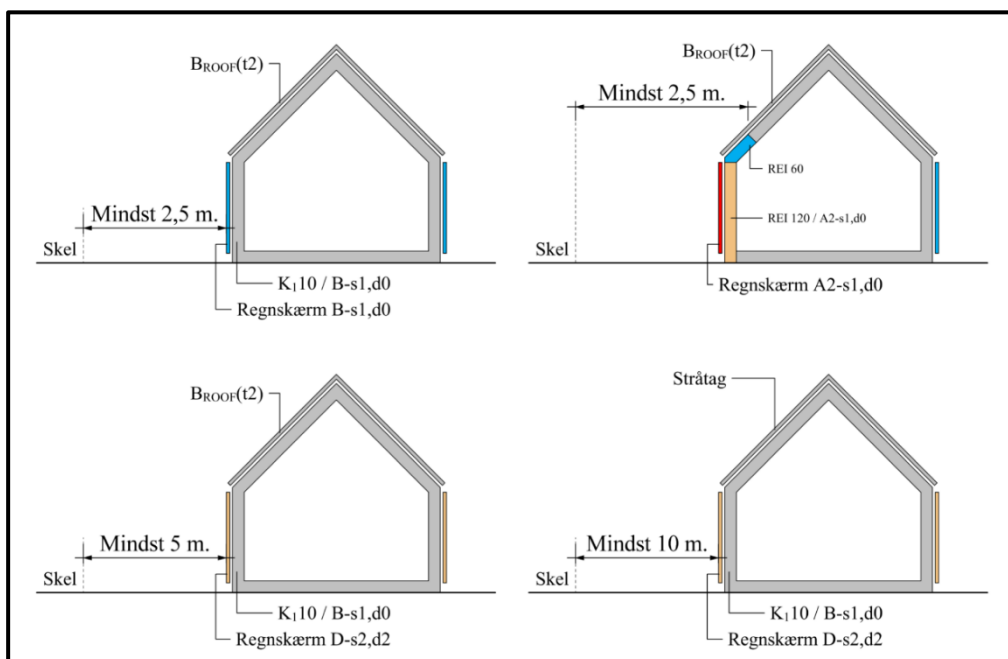 B_ROOF(t2)
Mindst 2,5 m.
Skel
K₁10 / B-s1,d0
Regnskærm B-s1,d0
B_ROOF(t2)
Mindst 2,5 m.
REI 60
REI 120 / A2-s1,d0
Skel
Regnskærm A2-s1,d0
B_ROOF(t2)
Mindst 5 m.
Skel
K₁10 / B-s1,d0
Regnskærm D-s2,d2
Stråtag
Mindst 10 m.
Skel
K₁10 / B-s1,d0
Regnskærm D-s2,d2